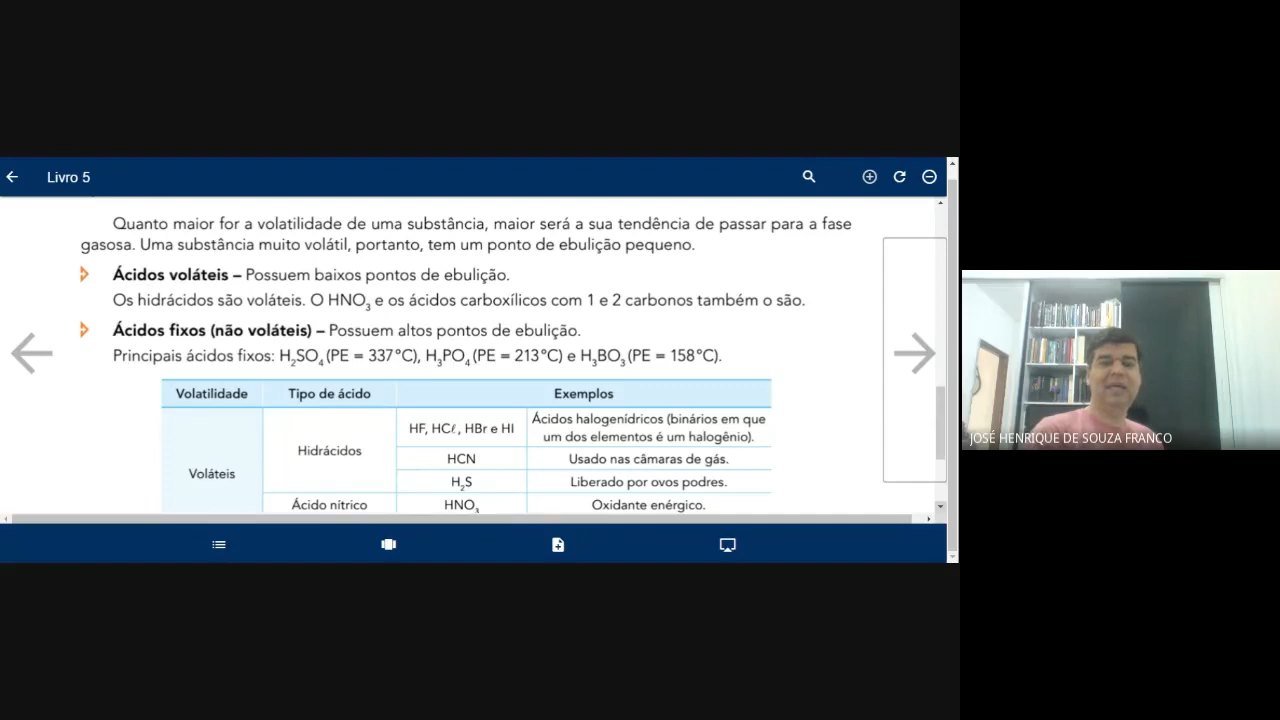 Livro 5
Quanto maior for a volatilidade de uma substância, maior será a sua tendência de passar para a fase
gasosa. Uma substância muito volátil, portanto, tem um ponto de ebulição pequeno.
Ácidos voláteis – Possuem baixos pontos de ebulição.
Os hidrácidos são voláteis. O HNO₃ e os ácidos carboxílicos com 1 e 2 carbonos também o são.
Ácidos fixos (não voláteis) – Possuem altos pontos de ebulição.
Principais ácidos fixos: H₂SO₄ (PE = 337°C), H₃PO₄ (PE = 213°C) e H₃BO₃ (PE = 158°C).
Volatilidade Tipo de ácido Exemplos
Voláteis
Hidrácidos
HF, HCℓ, HBr e HI
Ácidos halogenídricos (binários em que
um dos elementos é um halogênio).
HCN Usado nas câmaras de gás.
H₂S Liberado por ovos podres.
Ácido nítrico HNO₃ Oxidante enérgico.
JOSÉ HENRIQUE DE SOUZA FRANCO